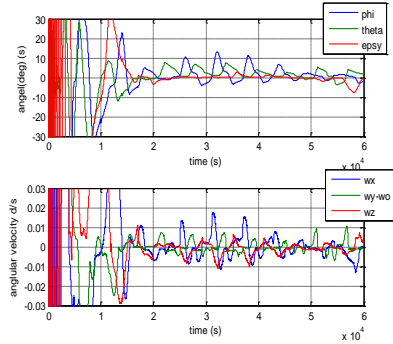 phi
theta
epsy
30
20
10
0
-10
-20
-30
angel(deg) (s)
0 1 2 3 4 5 6
time (s)
x 10^4
wx
wy-wo
wz
0.03
0.02
0.01
0
-0.01
-0.02
-0.03
anglular velocity d/s
0 1 2 3 4 5 6
time (s)
x 10^4